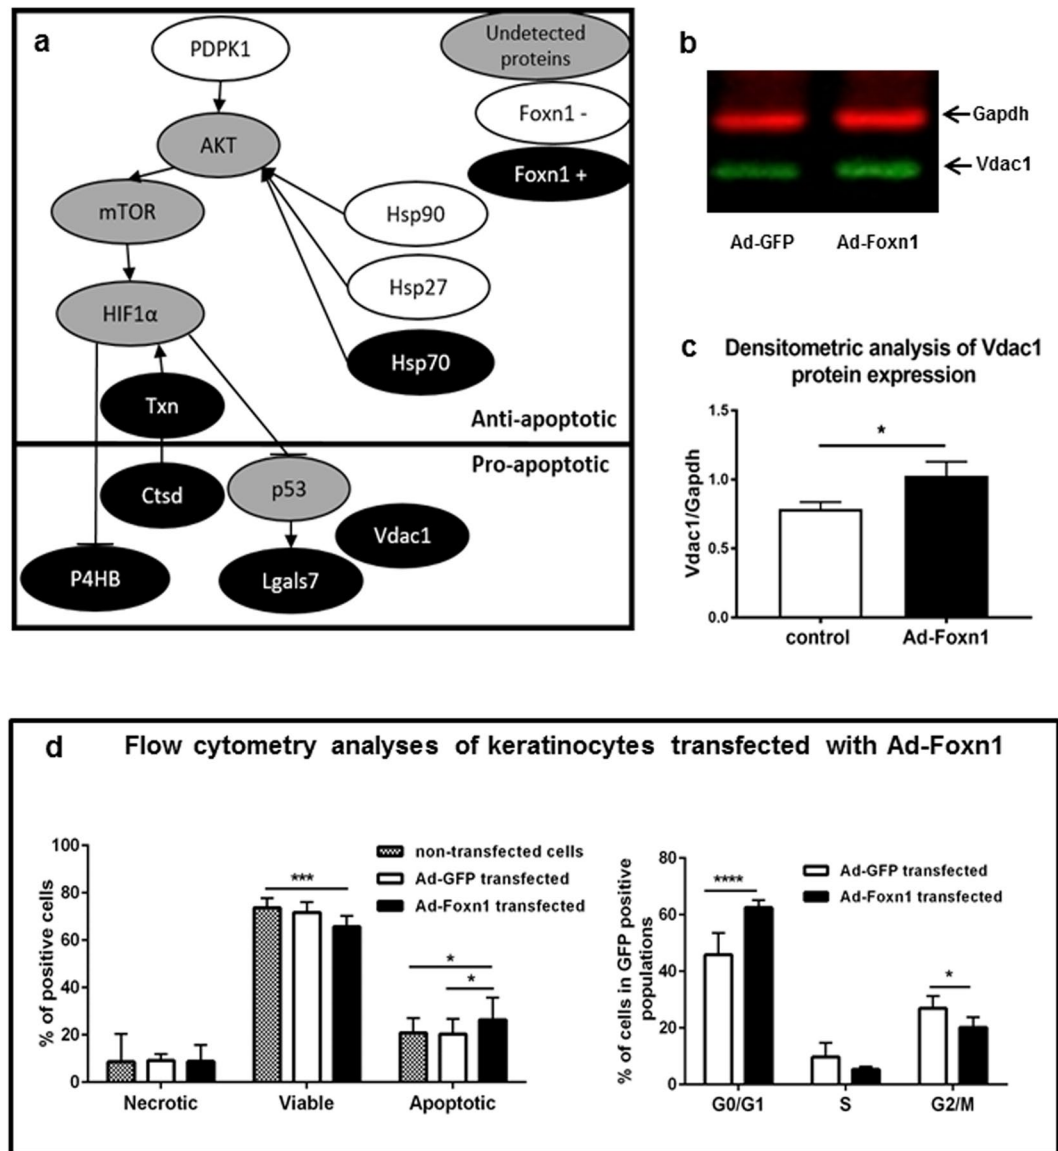 a
PDPK1
Undetected
proteins
Foxn1 -
AKT
Foxn1 +
mTOR
Hsp90
Hsp27
HIF1α
Hsp70
Txn
Anti-apoptotic
Pro-apoptotic
Ctsd
p53
Vdac1
P4HB
Lgals7
b
Gapdh
Vdac1
Ad-GFP Ad-Foxn1
c Densitometric analysis of Vdac1
protein expression
Vdac1/Gapdh
1.5
1.0
0.5
0.0
*
control Ad-Foxn1
d Flow cytometry analyses of keratinocytes transfected with Ad-Foxn1
% of positive cells
100
80
60
40
20
0
non-transfected cells
Ad-GFP transfected
Ad-Foxn1 transfected
***
*
*
Necrotic Viable Apoptotic
% of cells in GFP positive
populations
80
60
40
20
0
Ad-GFP transfected
Ad-Foxn1 transfected
****
*
G0/G1 S G2/M